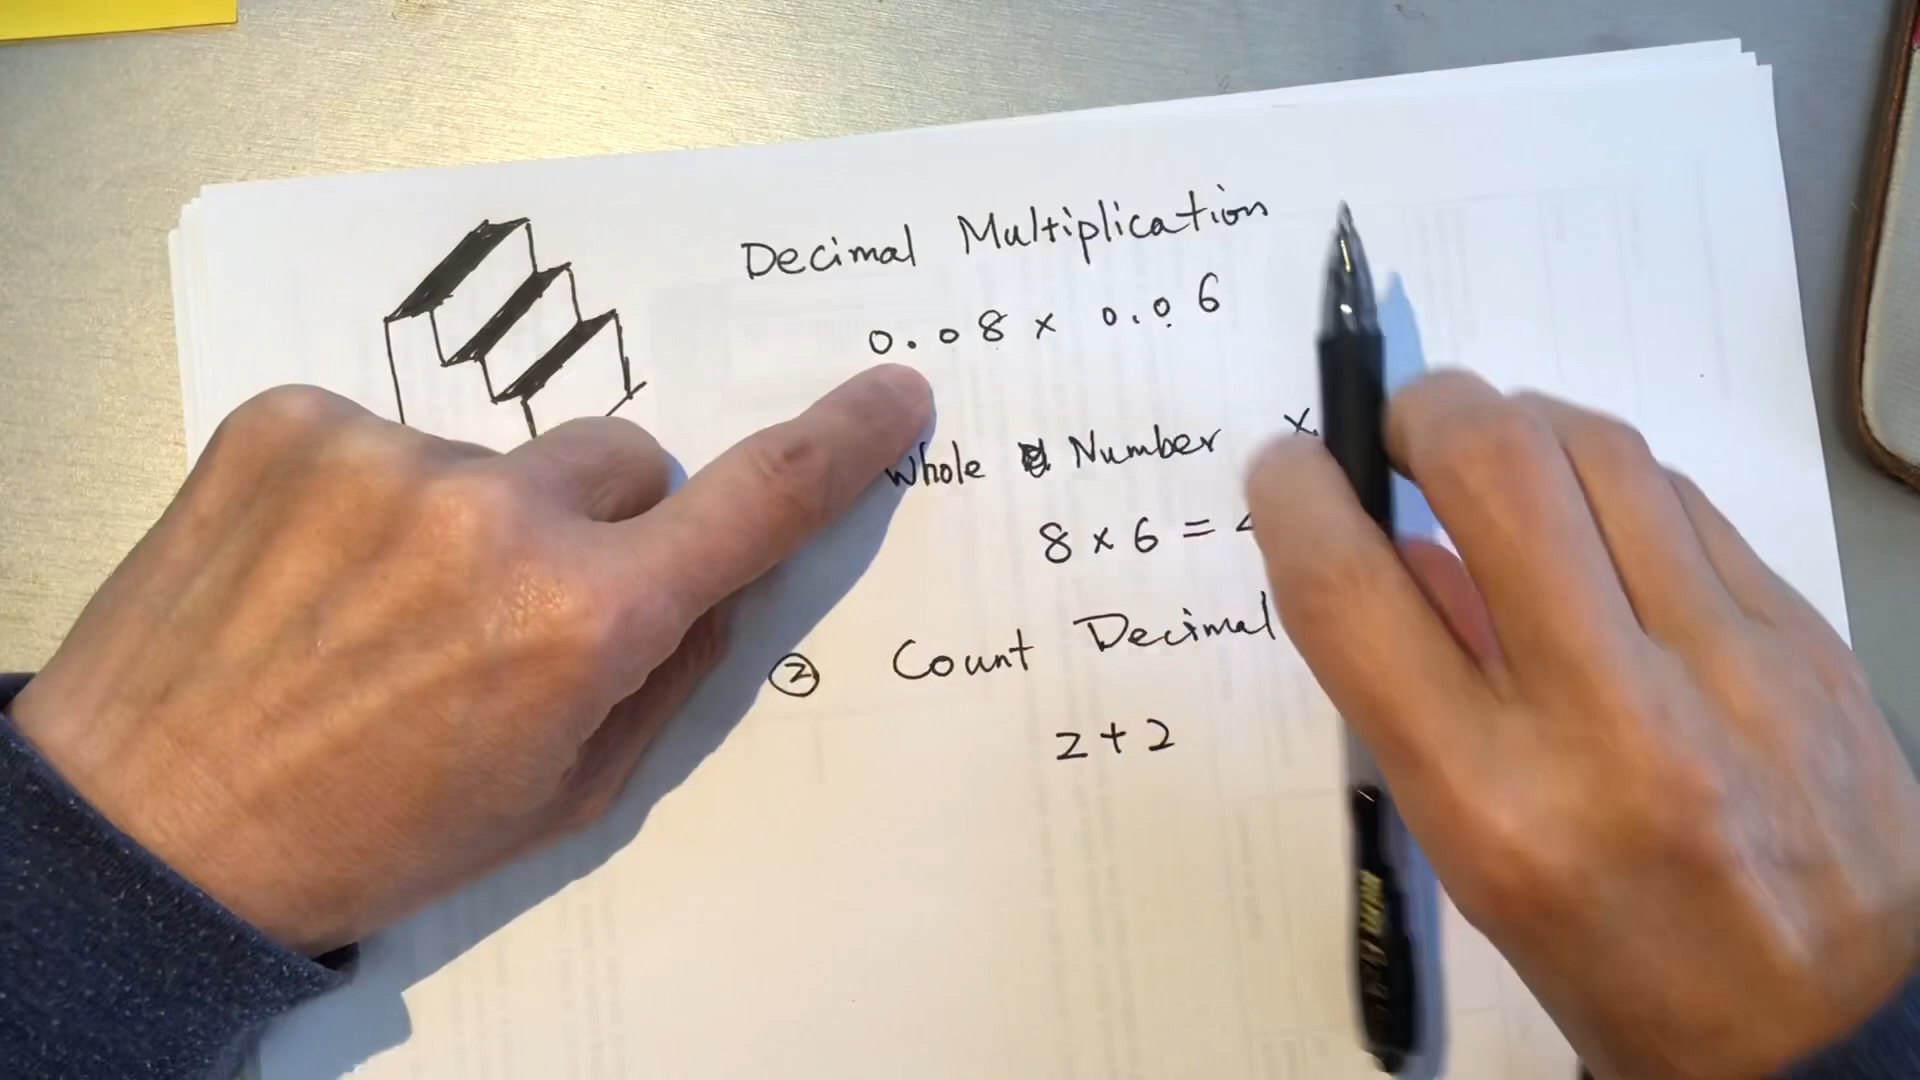 Decimal Multiplication
0.08 x 0.06
Whole Number x
8 x 6 =
② Count Decimal
2 + 2